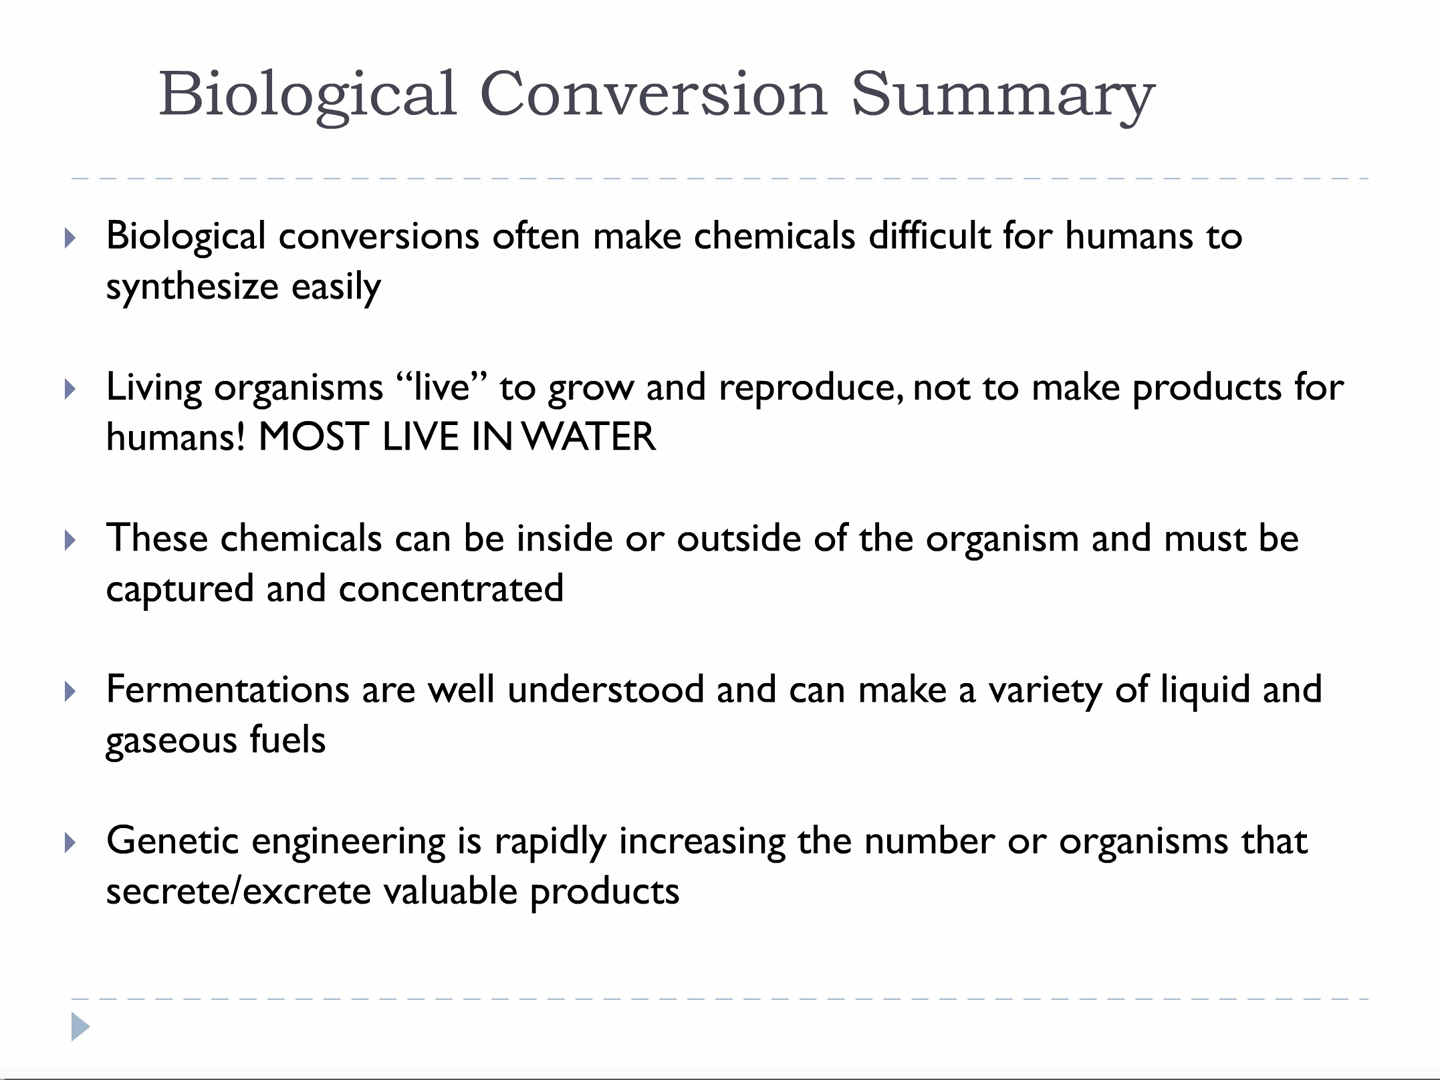 Biological Conversion Summary
Biological conversions often make chemicals difficult for humans to
synthesize easily
Living organisms “live” to grow and reproduce, not to make products for
humans! MOST LIVE IN WATER
These chemicals can be inside or outside of the organism and must be
captured and concentrated
Fermentations are well understood and can make a variety of liquid and
gaseous fuels
Genetic engineering is rapidly increasing the number or organisms that
secrete/excrete valuable products